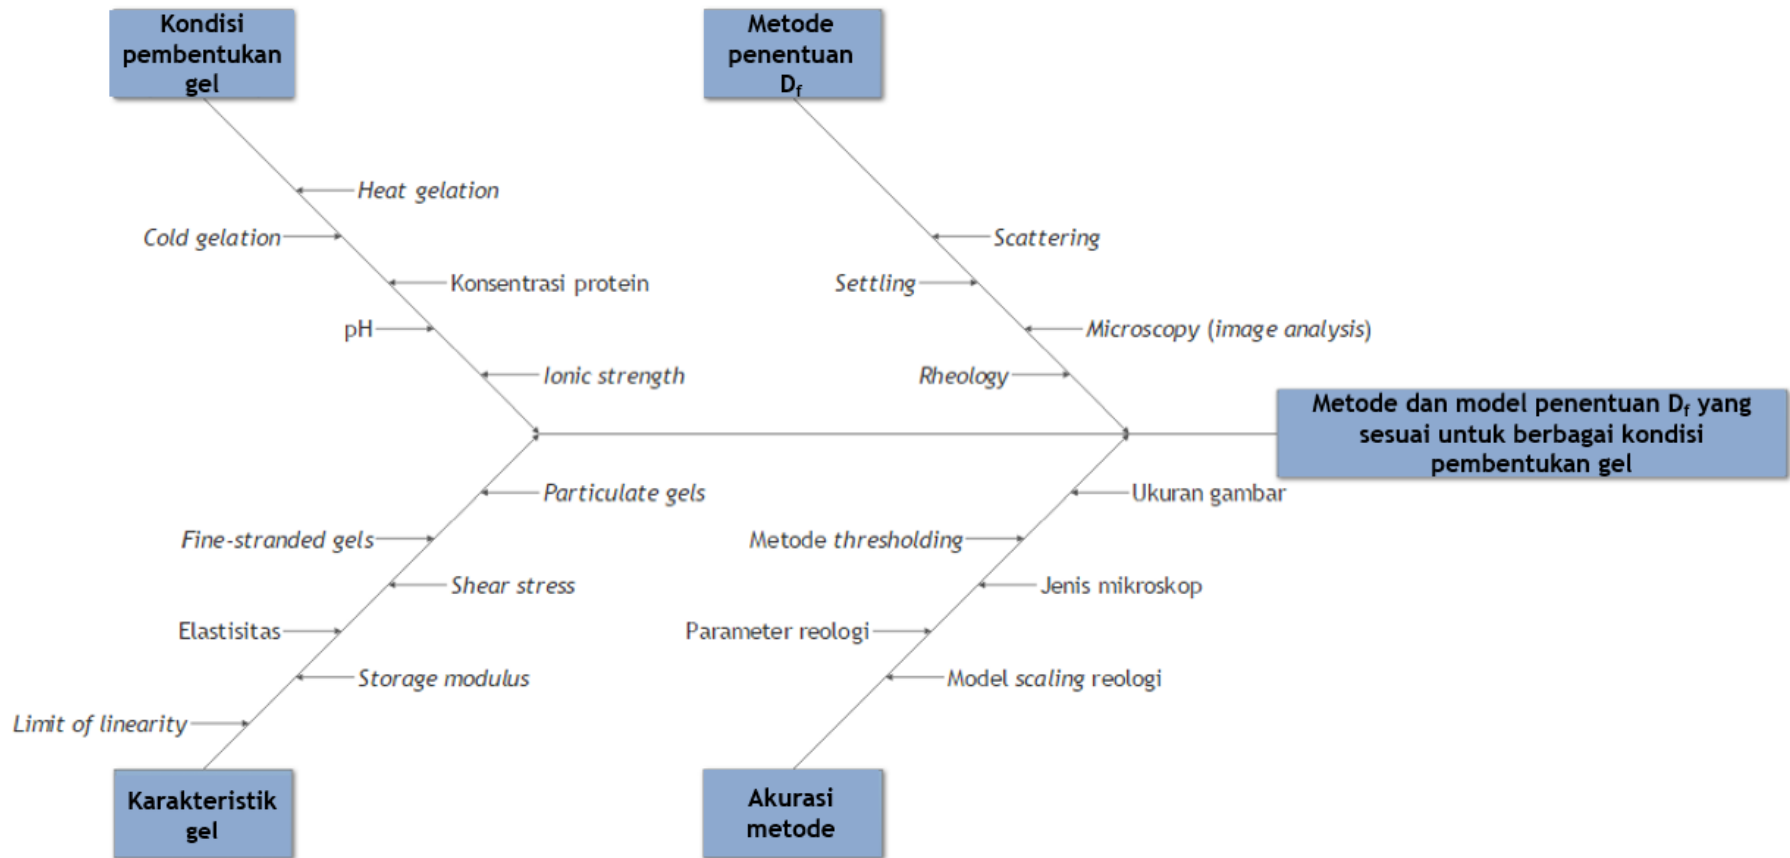 Kondisi
pembentukan
gel
Metode
penentuan
Df
Heat gelation
Cold gelation
Konsentrasi protein
pH
Ionic strength
Scattering
Settling
Microscopy (image analysis)
Rheology
Metode dan model penentuan Df yang
sesuai untuk berbagai kondisi
pembentukan gel
Particulate gels
Fine-stranded gels
Shear stress
Elastisitas
Storage modulus
Limit of linearity
Ukuran gambar
Metode thresholding
Jenis mikroskop
Parameter reologi
Model scaling reologi
Karakteristik
gel
Akurasi
metode